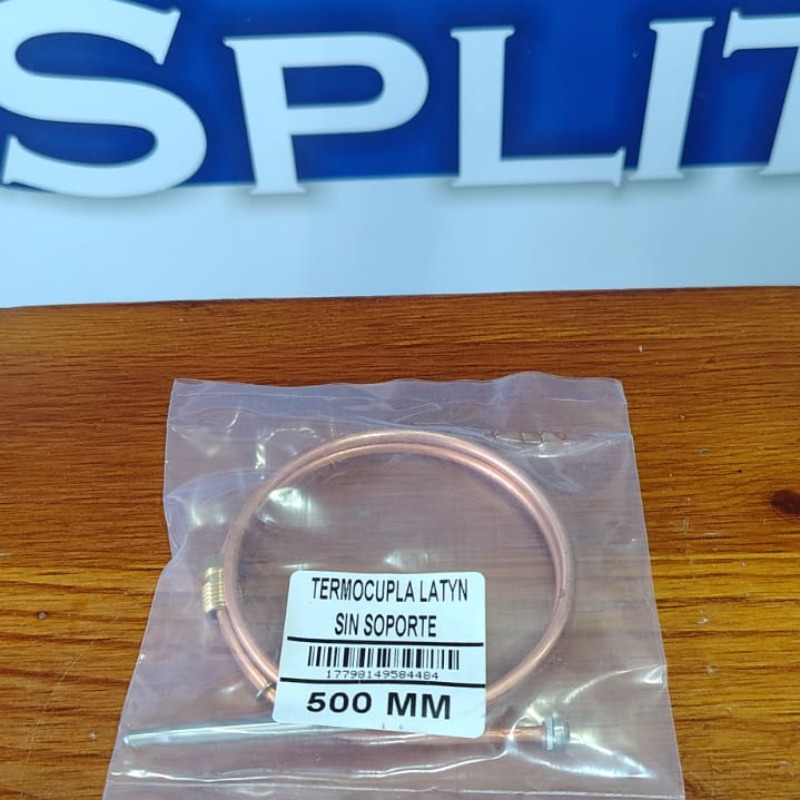 SPLIT
TERMOCUPLA LATYN
SIN SOPORTE
17798149584484
500 MM